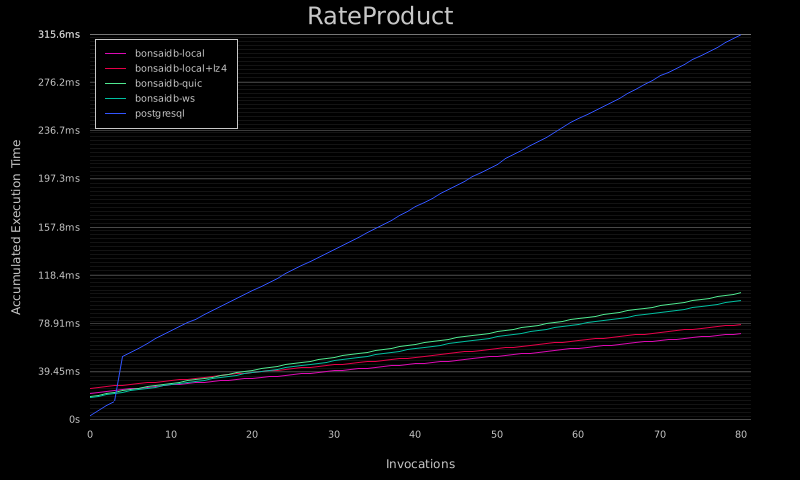 RateProduct
315.6ms
276.2ms
236.7ms
197.3ms
157.8ms
118.4ms
78.91ms
39.45ms
0s
bonsaidb-local
bonsaidb-local+lz4
bonsaidb-quic
bonsaidb-ws
postgresql
Accumulated Execution Time
0 10 20 30 40 50 60 70 80
Invocations